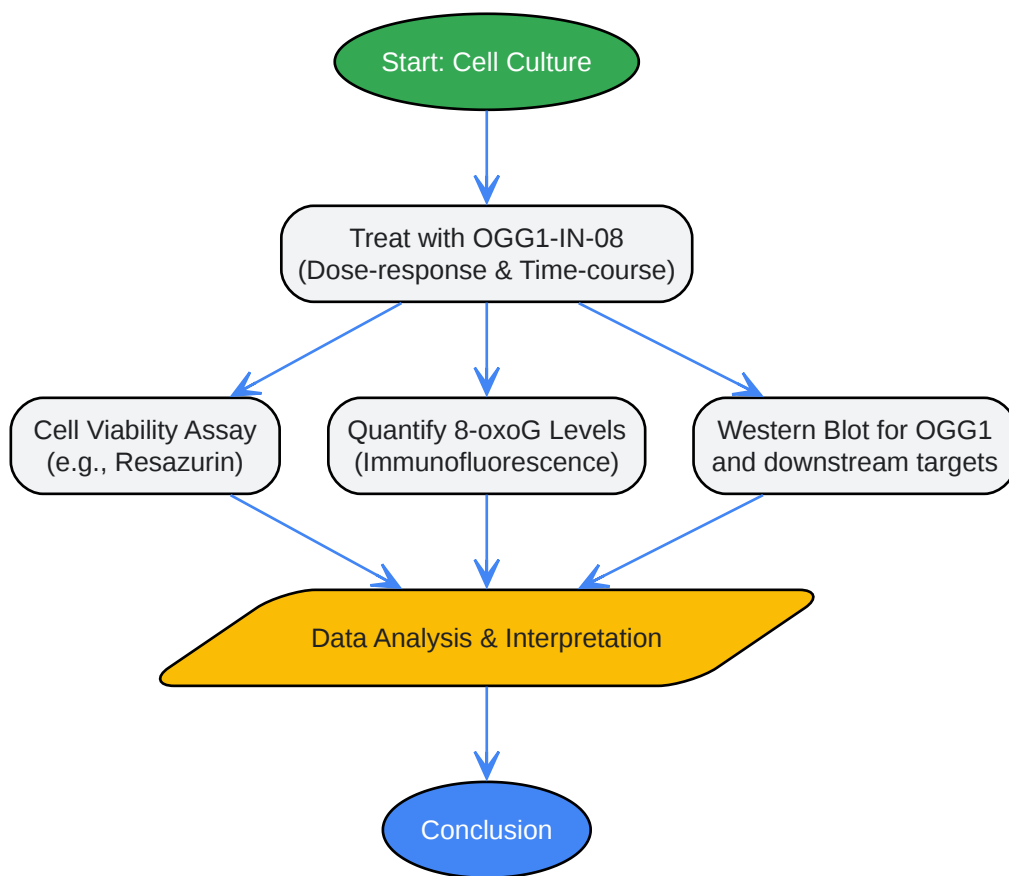 Start: Cell Culture
Treat with OGG1-IN-08
(Dose-response & Time-course)
Cell Viability Assay
(e.g., Resazurin)
Quantify 8-oxoG Levels
(Immunofluorescence)
Western Blot for OGG1
and downstream targets
Data Analysis & Interpretation
Conclusion